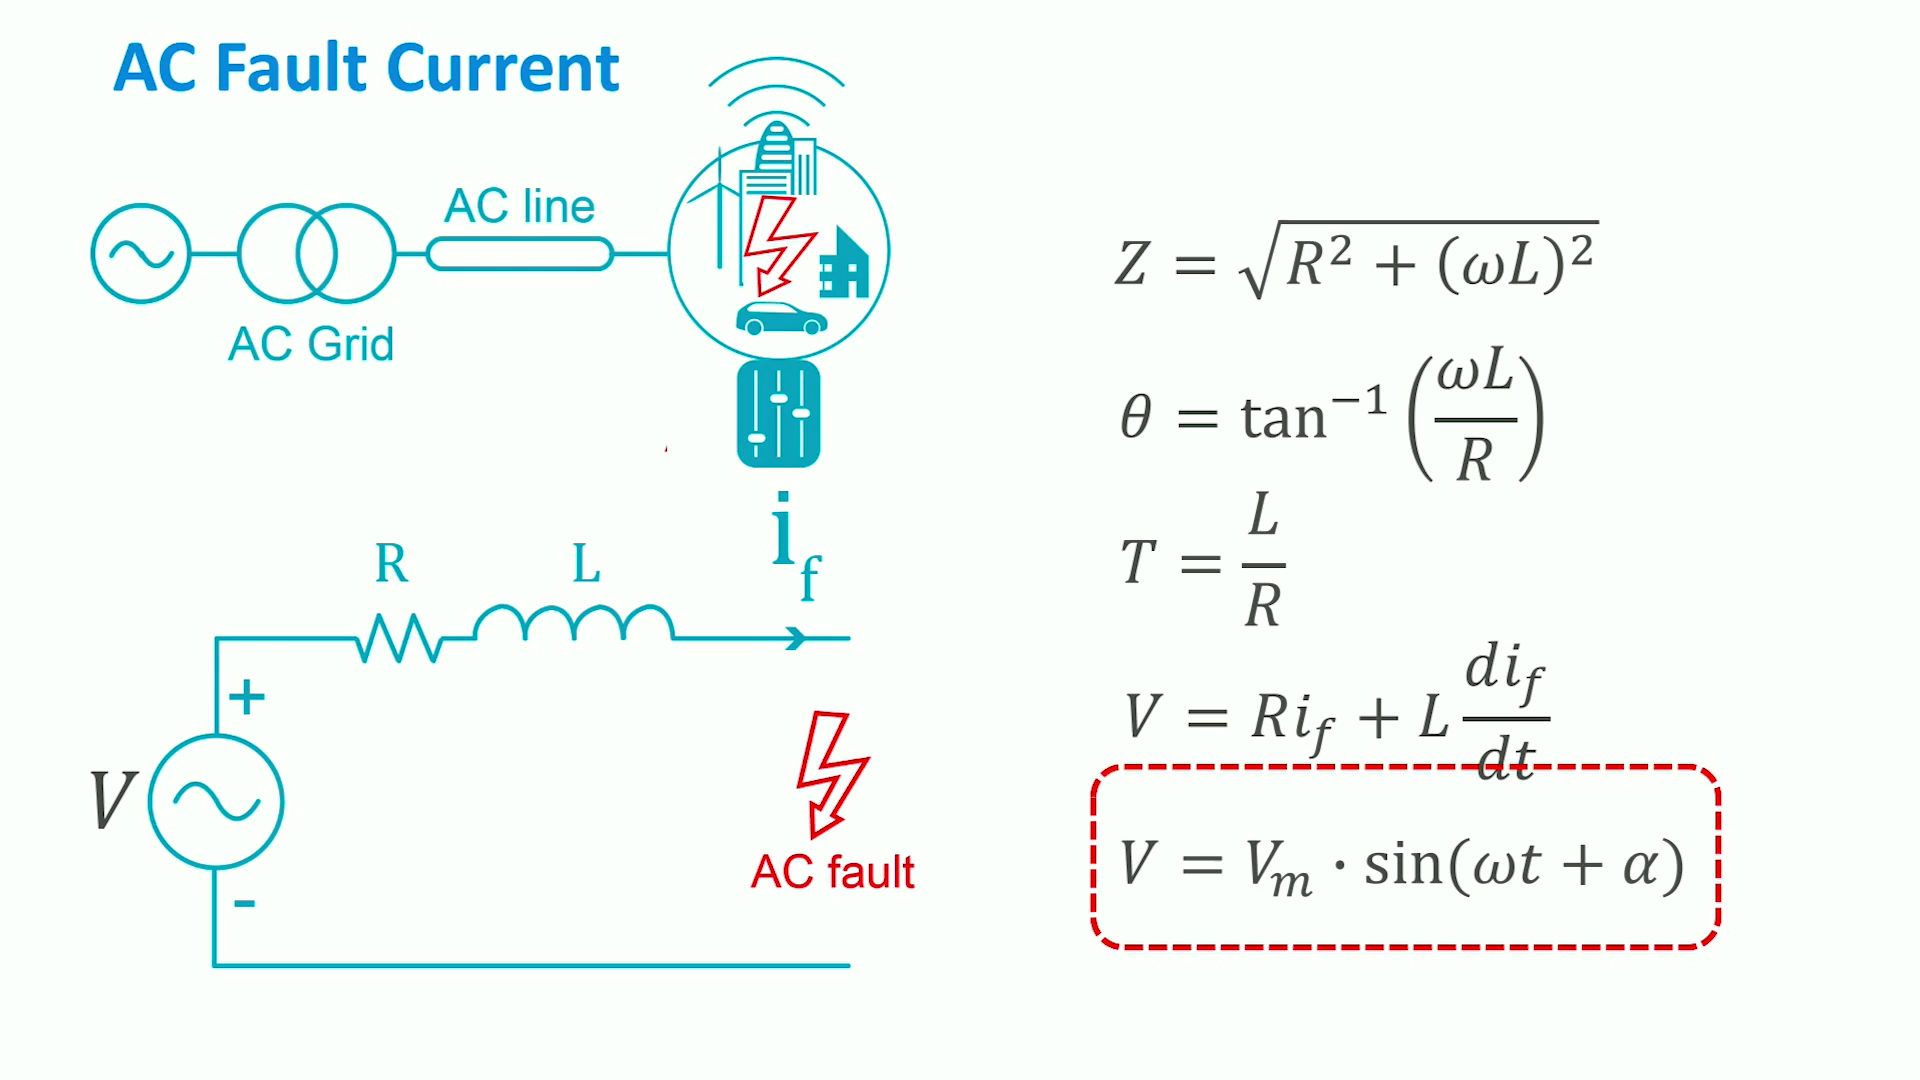 AC Fault Current
AC line
AC Grid
i_f
R
L
+
V
-
AC fault
Z = √(R² + (ωL)²)
θ = tan⁻¹(ωL/R)
T = L/R
V = Ri_f + L di_f/dt
V = V_m · sin(ωt + α)